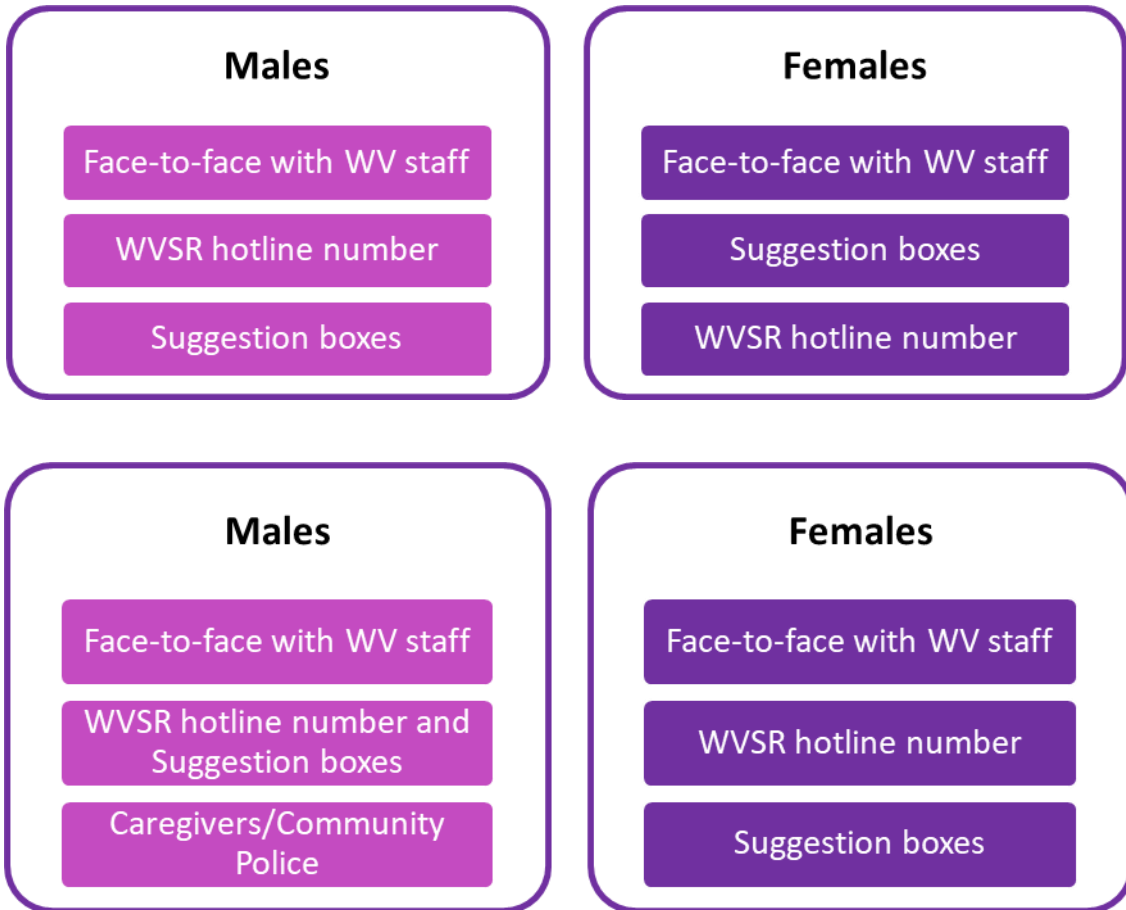 Males
Face-to-face with WV staff
WVSR hotline number
Suggestion boxes
Females
Face-to-face with WV staff
Suggestion boxes
WVSR hotline number
Males
Face-to-face with WV staff
WVSR hotline number and
Suggestion boxes
Caregivers/Community
Police
Females
Face-to-face with WV staff
WVSR hotline number
Suggestion boxes